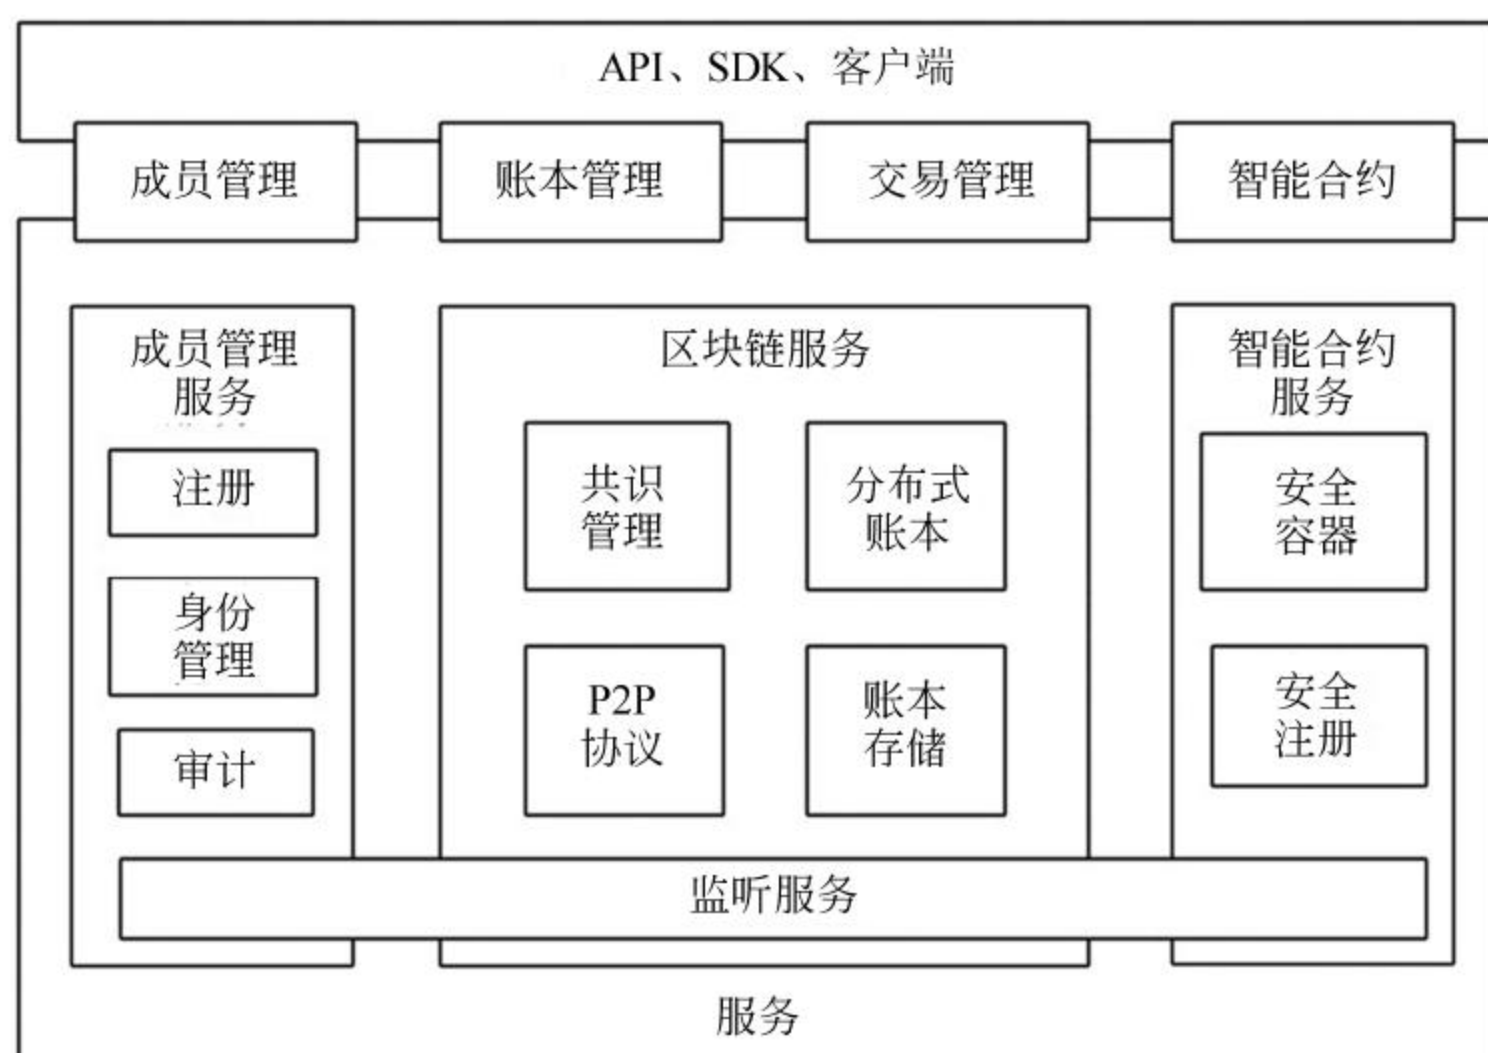 API、SDK、客户端
成员管理
账本管理
交易管理
智能合约
成员管理
服务
注册
身份
管理
审计
区块链服务
共识
管理
分布式
账本
P2P
协议
账本
存储
智能合约
服务
安全
容器
安全
注册
监听服务
服务